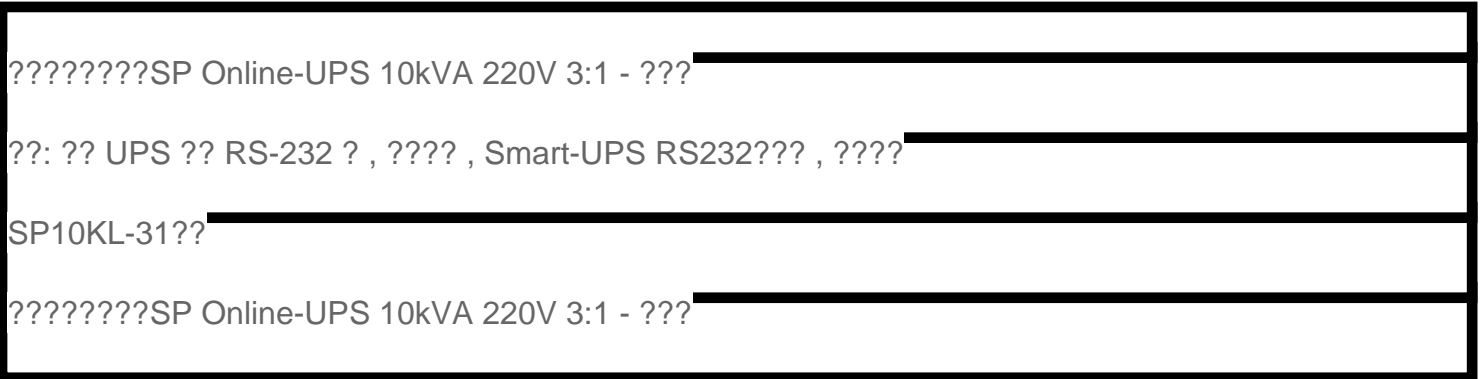 ????????SP Online-UPS 10kVA 220V 3:1 - ???
??: ?? UPS ?? RS-232 ? , ???? , Smart-UPS RS232??? , ????
SP10KL-31??
????????SP Online-UPS 10kVA 220V 3:1 - ???